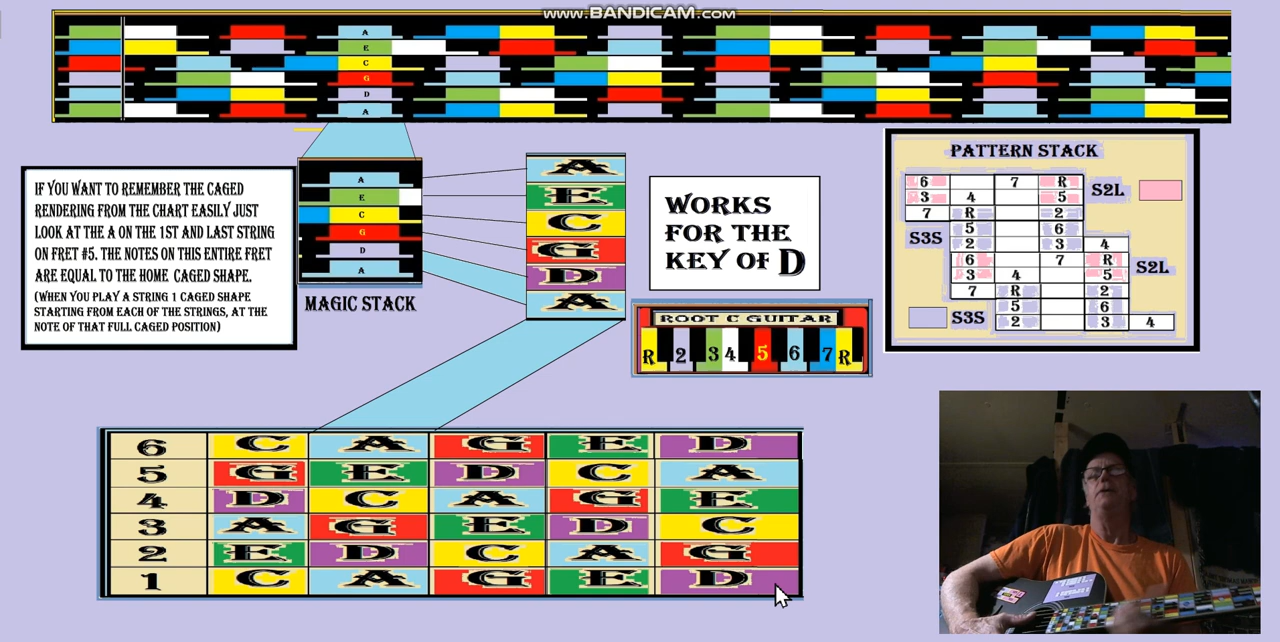 www.BANDICAM.com
A
E
C
G
D
A
IF YOU WANT TO REMEMBER THE CAGED
RENDERING FROM THE CHART EASILY JUST
LOOK AT THE A ON THE 1ST AND LAST STRING
ON FRET #5. THE NOTES ON THIS ENTIRE FRET
ARE EQUAL TO THE HOME CAGED SHAPE.
(WHEN YOU PLAY A STRING 1 CAGED SHAPE
STARTING FROM EACH OF THE STRINGS, AT THE
NOTE OF THAT FULL CAGED POSITION)
A
E
C
G
D
A
MAGIC STACK
A
E
C
G
D
A
WORKS
FOR THE
KEY OF D
ROOT C GUITAR
R 2 3 4 5 6 7 R
PATTERN STACK
6 7 R S2L
3 4 5
7 R 2
S3S 5 6
2 3 4
6 7 R S2L
3 4 5
7 R 2
5 6
S3S 2 3 4
6 C A G E D
5 G E D C A
4 D C A G E
3 A G E D C
2 E D C A G
1 C A G E D